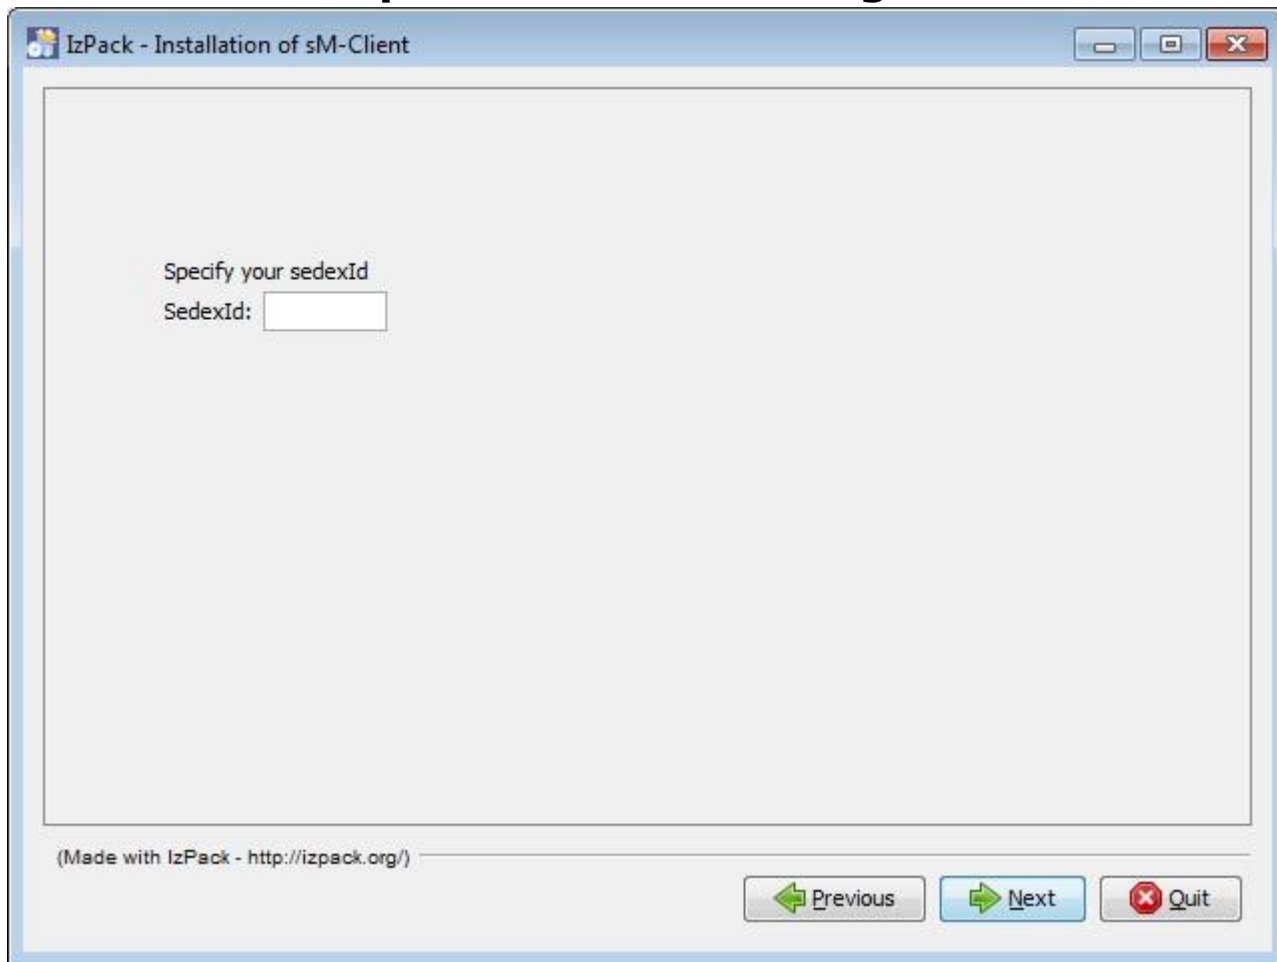 IzPack - Installation of sM-Client
Specify your sedexId
SedexId:
(Made with IzPack - http://izpack.org/)
Previous
Next
Quit